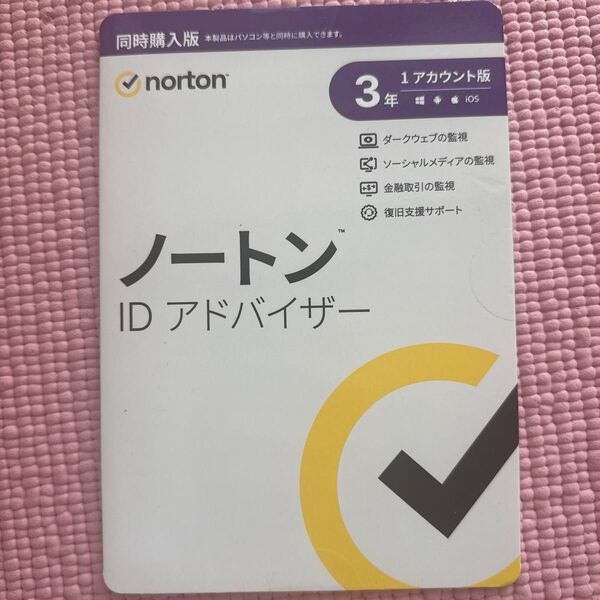 同時購入版 本製品はパソコン等と同時に購入できます。
norton
3年 1アカウント版
iOS
ダークウェブの監視
ソーシャルメディアの監視
金融取引の監視
復旧支援サポート
ノートン™
ID アドバイザー